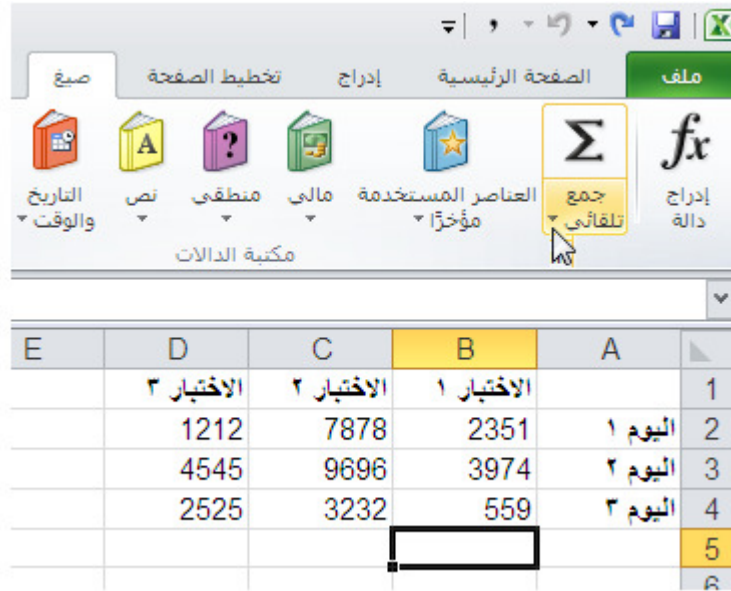 ملف الصفحة الرئيسية إدراج تخطيط الصفحة صيغ
fx Σ A ?
إدراج دالة
جمع تلقائي
العناصر المستخدمة مؤخرًا
مالي
منطقي
نص
التاريخ والوقت
مكتبة الدالات
A B C D E
1 الاختبار ١ الاختبار ٢ الاختبار ٣
2 اليوم ١ 2351 7878 1212
3 اليوم ٢ 3974 9696 4545
4 اليوم ٣ 559 3232 2525
5
6